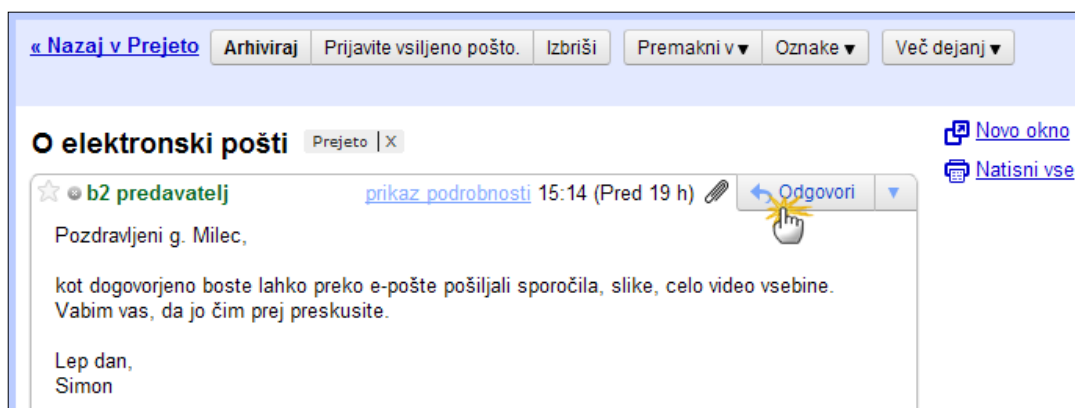 « Nazaj v Prejeto Arhiviraj Prijavite vsiljeno pošto. Izbriši Premakni v ▾ Oznake ▾ Več dejanj ▾
O elektronski pošti Prejeto | X
Novo okno
Natisni vse
b2 predavatelj prikaz podrobnosti 15:14 (Pred 19 h) Odgovori
Pozdravljeni g. Milec,
kot dogovorjeno boste lahko preko e-pošte pošiljali sporočila, slike, celo video vsebine.
Vabim vas, da jo čim prej preskusite.
Lep dan,
Simon